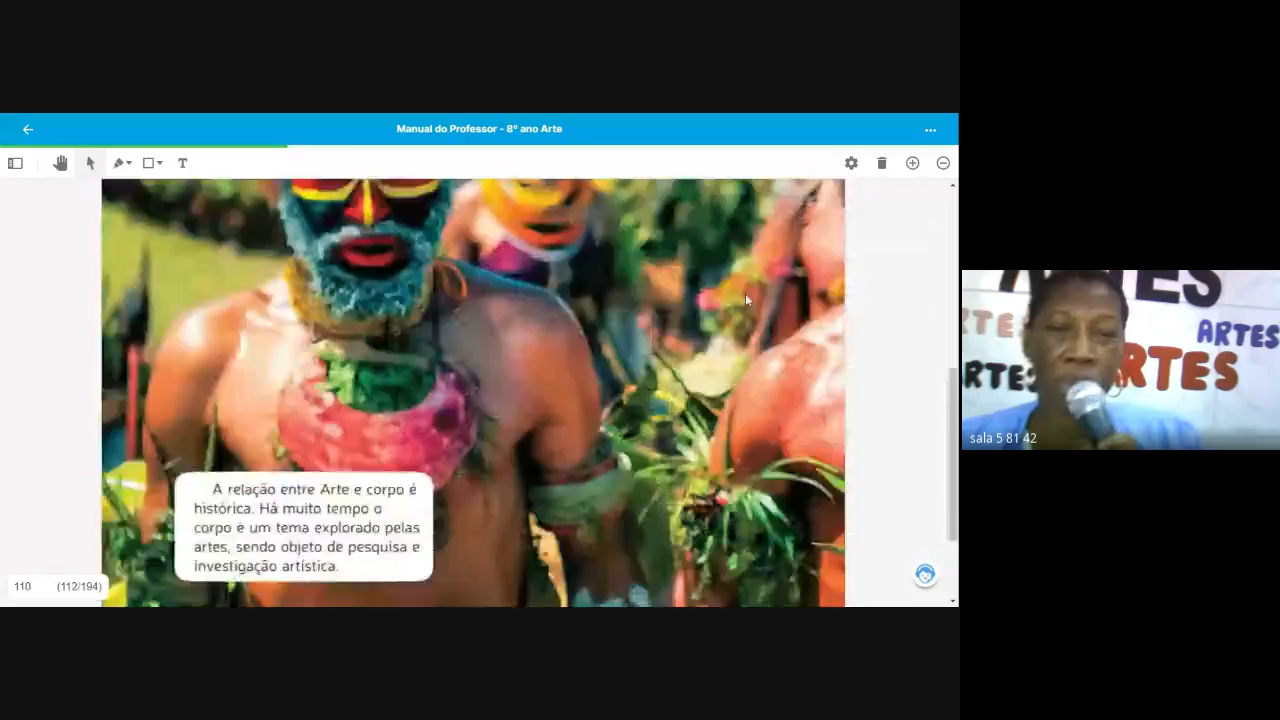 Manual do Professor - 8º ano Arte
T
A relação entre Arte e corpo é
histórica. Há muito tempo o
corpo é um tema explorado pelas
artes, sendo objeto de pesquisa e
investigação artística.
110 (112/194)
ARTES
ARTES
ARTES
sala 5 81 42